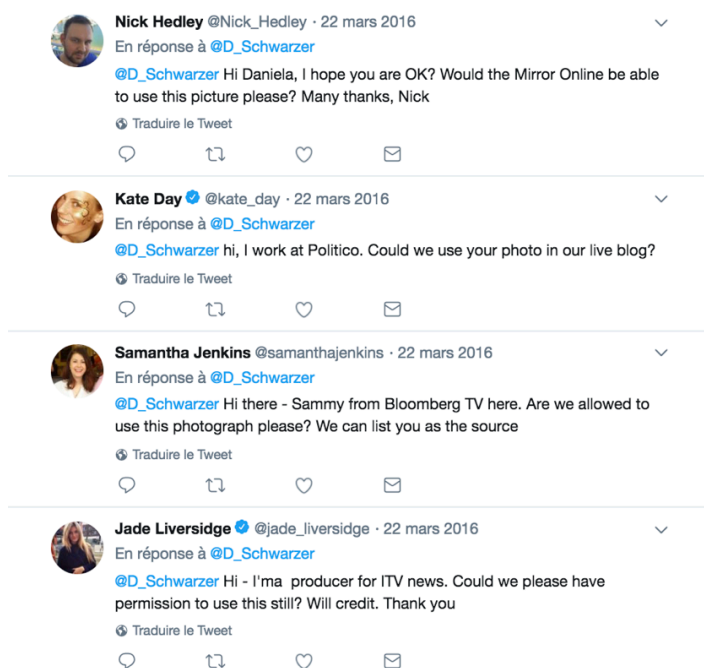 Nick Hedley @Nick_Hedley · 22 mars 2016
En réponse à @D_Schwarzer
@D_Schwarzer Hi Daniela, I hope you are OK? Would the Mirror Online be able
to use this picture please? Many thanks, Nick
Traduire le Tweet
Kate Day @kate_day · 22 mars 2016
En réponse à @D_Schwarzer
@D_Schwarzer hi, I work at Politico. Could we use your photo in our live blog?
Traduire le Tweet
Samantha Jenkins @samanthajenkins · 22 mars 2016
En réponse à @D_Schwarzer
@D_Schwarzer Hi there - Sammy from Bloomberg TV here. Are we allowed to
use this photograph please? We can list you as the source
Traduire le Tweet
Jade Liversidge @jade_liversidge · 22 mars 2016
En réponse à @D_Schwarzer
@D_Schwarzer Hi - I'ma  producer for ITV news. Could we please have
permission to use this still? Will credit. Thank you
Traduire le Tweet